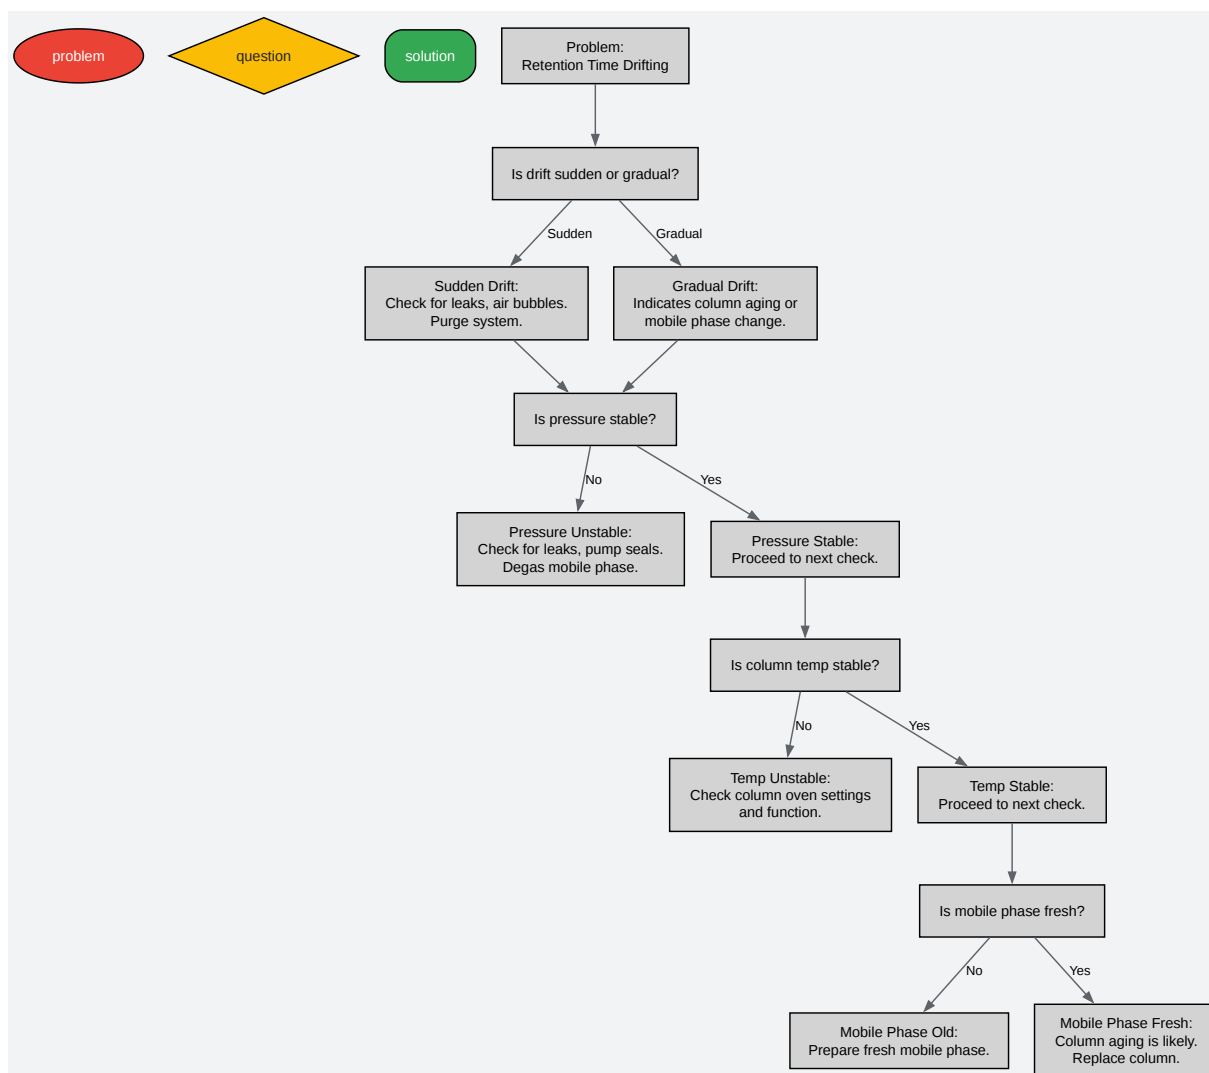 problem
question
solution
Problem:
Retention Time Drifting
Is drift sudden or gradual?
Sudden
Gradual
Sudden Drift:
Check for leaks, air bubbles.
Purge system.
Gradual Drift:
Indicates column aging or
mobile phase change.
Is pressure stable?
No
Yes
Pressure Unstable:
Check for leaks, pump seals.
Degas mobile phase.
Pressure Stable:
Proceed to next check.
Is column temp stable?
No
Yes
Temp Unstable:
Check column oven settings
and function.
Temp Stable:
Proceed to next check.
Is mobile phase fresh?
No
Yes
Mobile Phase Old:
Prepare fresh mobile phase.
Mobile Phase Fresh:
Column aging is likely.
Replace column.